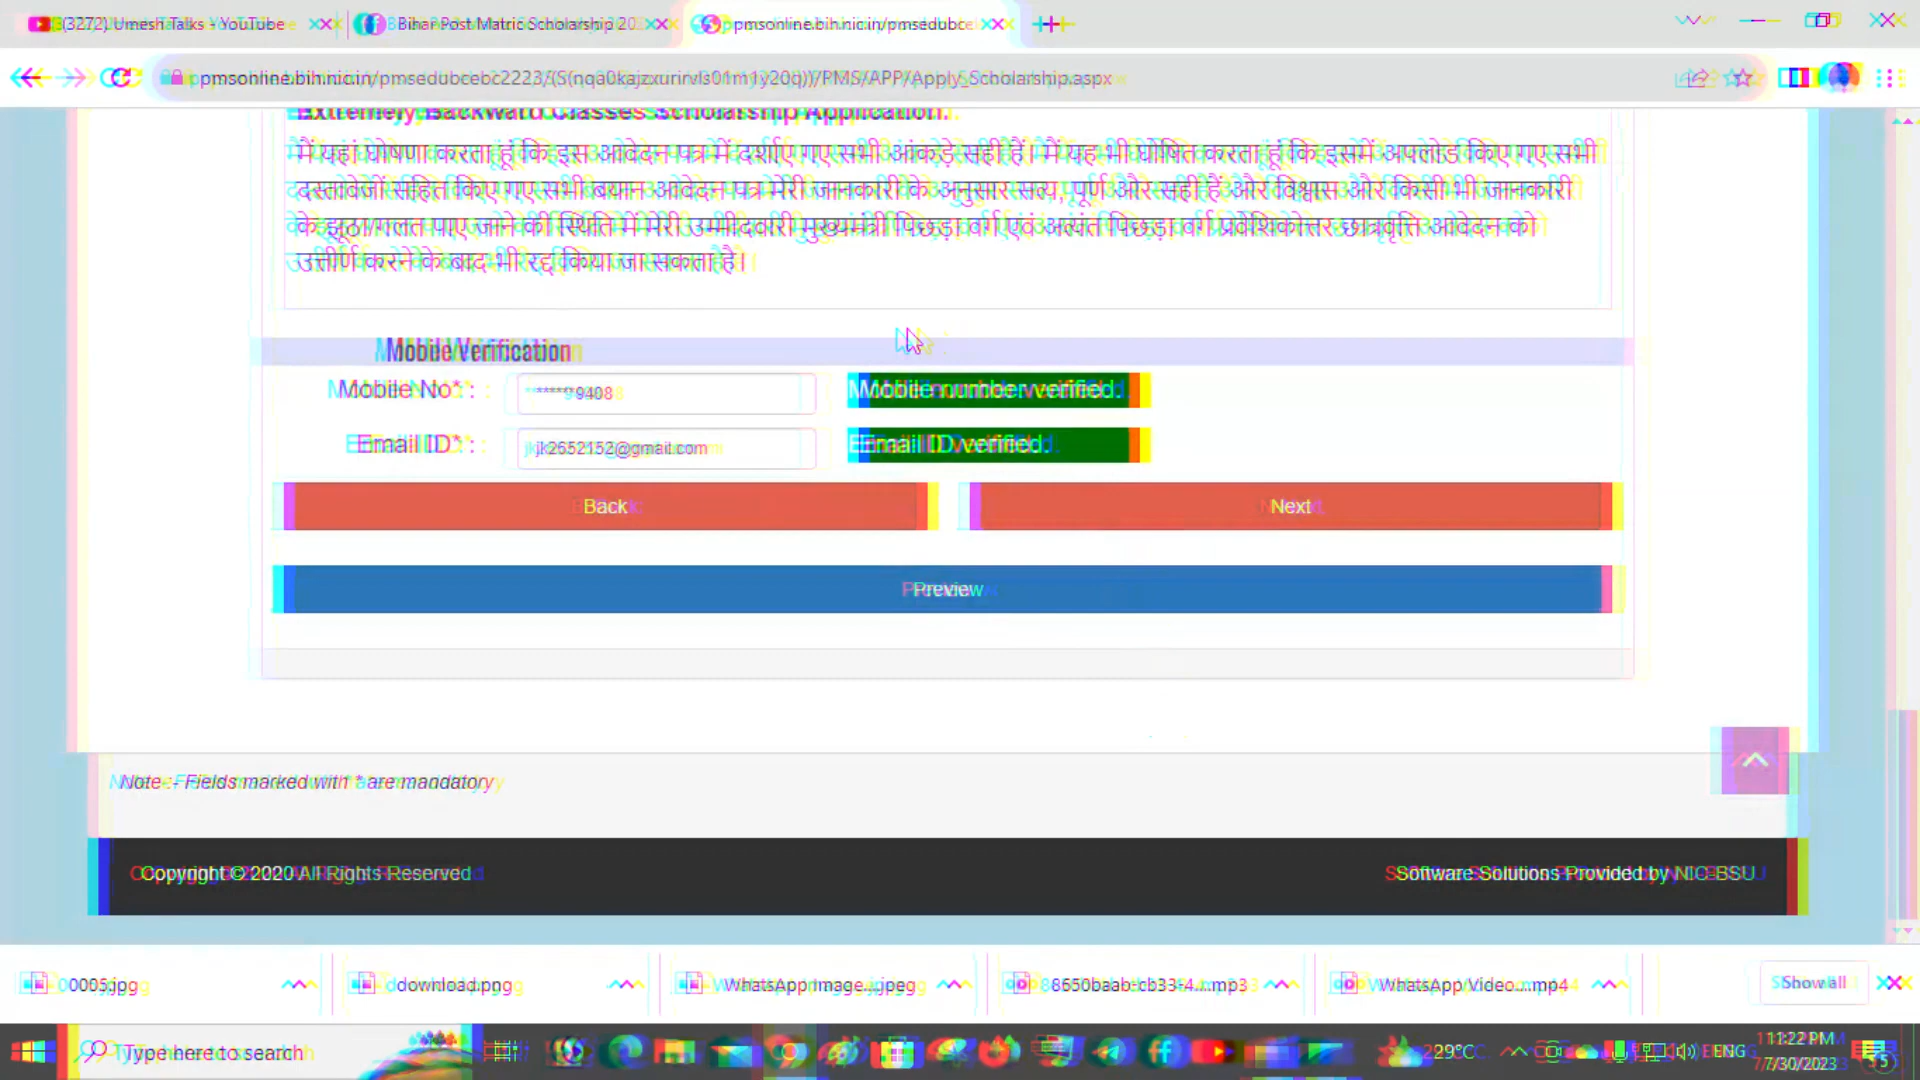 (3272) Umesh Talks - YouTube
Bihar Post Matric Scholarship 20
pmsonline.bih.nic.in/pmsedubce
pmsonline.bih.nic.in/pmsedubcebc2223/(S(nqa0kajzxurirvls01m1y20q))/PMS/APP/Apply_Scholarship.aspx
Extremely Backward Classes Scholarship Application.
मैं यहां घोषणा करता हूं कि इस आवेदन पत्र में दर्शाए गए सभी आंकड़े सही हैं। मैं यह भी घोषित करता हूं कि इसमें अपलोड किए गए सभी
दस्तावेजों सहित किए गए सभी बयान आवेदन पत्र मेरी जानकारी के अनुसार सत्य, पूर्ण और सही हैं और विश्वास और किसी भी जानकारी
के झूठा/गलत पाए जाने की स्थिति में मेरी उम्मीदवारी मुख्यमंत्री पिछड़ा वर्ग एवं अत्यंत पिछड़ा वर्ग प्रवेशिकोत्तर छात्रवृत्ति आवेदन को
उत्तीर्ण करने के बाद भी रद्द किया जा सकता है।
Mobile Verification
Mobile No* : ******9408 Mobile number verified.
Email ID* : jk2652152@gmail.com Email ID verified.
Back Next
Preview
Note :- Fields marked with * are mandatory
Copyright © 2020 All Rights Reserved
Software Solutions Provided by NIC-BSU
00005.jpg
download.png
WhatsApp Image....jpeg
88650baab-cb33-4....mp3
WhatsApp Video....mp4
Show all
Type here to search
29°C
ENG
11:22 PM
7/30/2023
5